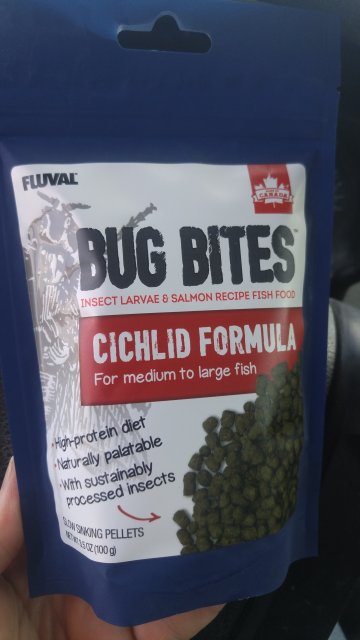 FLUVAL
CANADA
BUG BITES™
INSECT LARVAE & SALMON RECIPE FISH FOOD
CICHLID FORMULA
For medium to large fish
• High-protein diet
• Naturally palatable
• With sustainably
processed insects
SLOW SINKING PELLETS
NET WT 3.5 OZ (100 g)